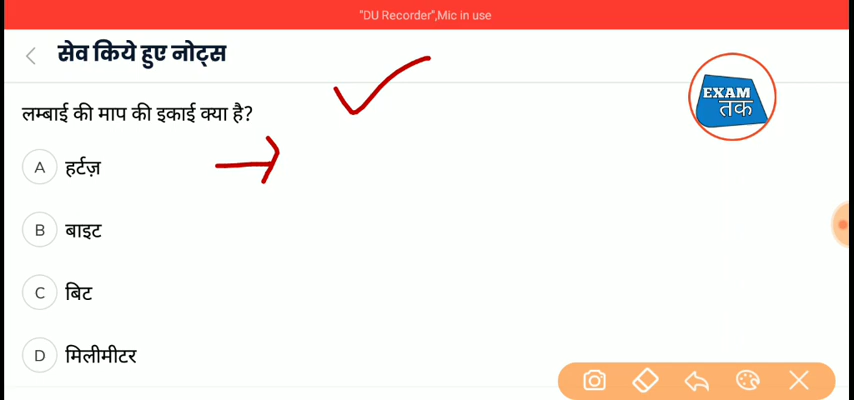 "DU Recorder",Mic in use
सेव किये हुए नोट्स
EXAM
तक
लम्बाई की माप की इकाई क्या है?
A हर्टज़
B बाइट
C बिट
D मिलीमीटर